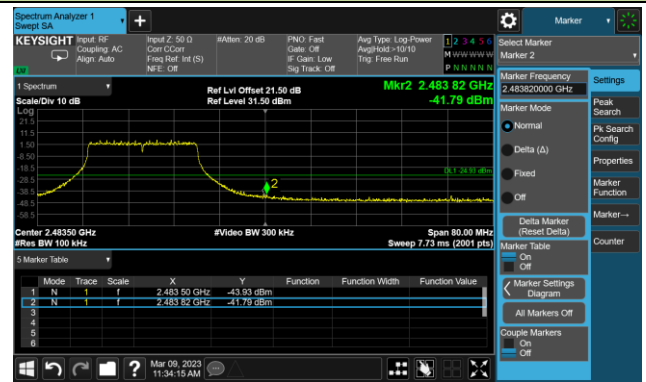 Spectrum Analyzer 1
Swept SA
+
Marker
KEYSIGHT
Input: RF
Coupling: AC
Align: Auto
Input Z: 50 Ω
Corr CCorr
Freq Ref: Int (S)
NFE: Off
#Atten: 20 dB
PNO: Fast
Gate: Off
IF Gain: Low
Sig Track: Off
Avg Type: Log-Power
Avg|Hold:>10/10
Trig: Free Run
1 2 3 4 5 6
M W W W W W
P N N N N N
Select Marker
Marker 2
1 Spectrum
Scale/Div 10 dB
Ref Lvl Offset 21.50 dB
Ref Level 31.50 dBm
Mkr2 2.483 82 GHz
-41.79 dBm
Log
21.5
11.5
1.50
-8.50
-18.5
-28.5
-38.5
-48.5
-58.5
DL1 -24.93 dBm
2
Center 2.48350 GHz
#Res BW 100 kHz
#Video BW 300 kHz
Span 80.00 MHz
Sweep 7.73 ms (2001 pts)
5 Marker Table
Mode Trace Scale X Y Function Function Width Function Value
1 N 1 f 2.483 50 GHz -43.93 dBm
2 N 1 f 2.483 82 GHz -41.79 dBm
3
4
5
6
Marker Frequency
2.483820000 GHz
Marker Mode
Normal
Delta (Δ)
Fixed
Off
Delta Marker
(Reset Delta)
Marker Table
On
Off
Marker Settings
Diagram
All Markers Off
Couple Markers
On
Off
Settings
Peak
Search
Pk Search
Config
Properties
Marker
Function
Marker→
Counter
?
Mar 09, 2023
11:34:15 AM